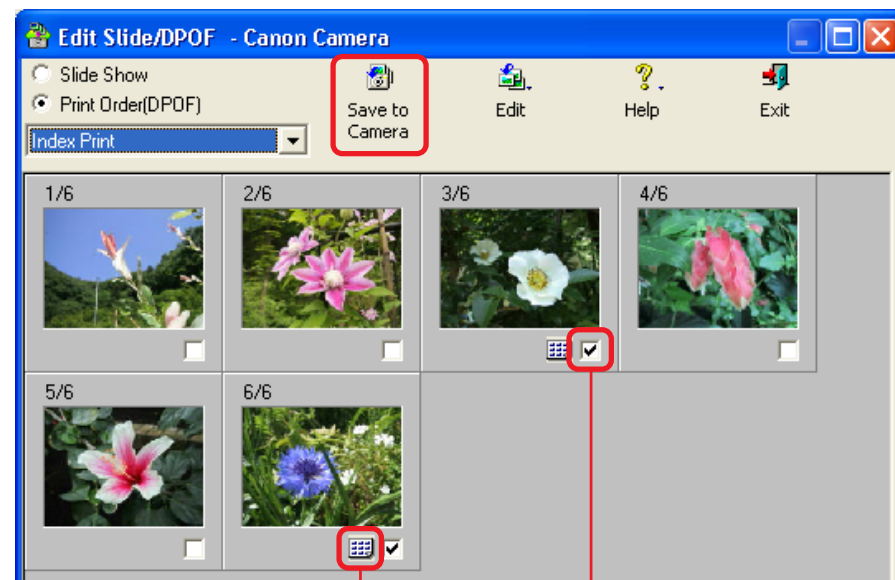 Edit Slide/DPOF - Canon Camera
Slide Show
Print Order(DPOF)
Index Print
Save to
Camera
Edit
Help
Exit
1/6
2/6
3/6
4/6
5/6
6/6